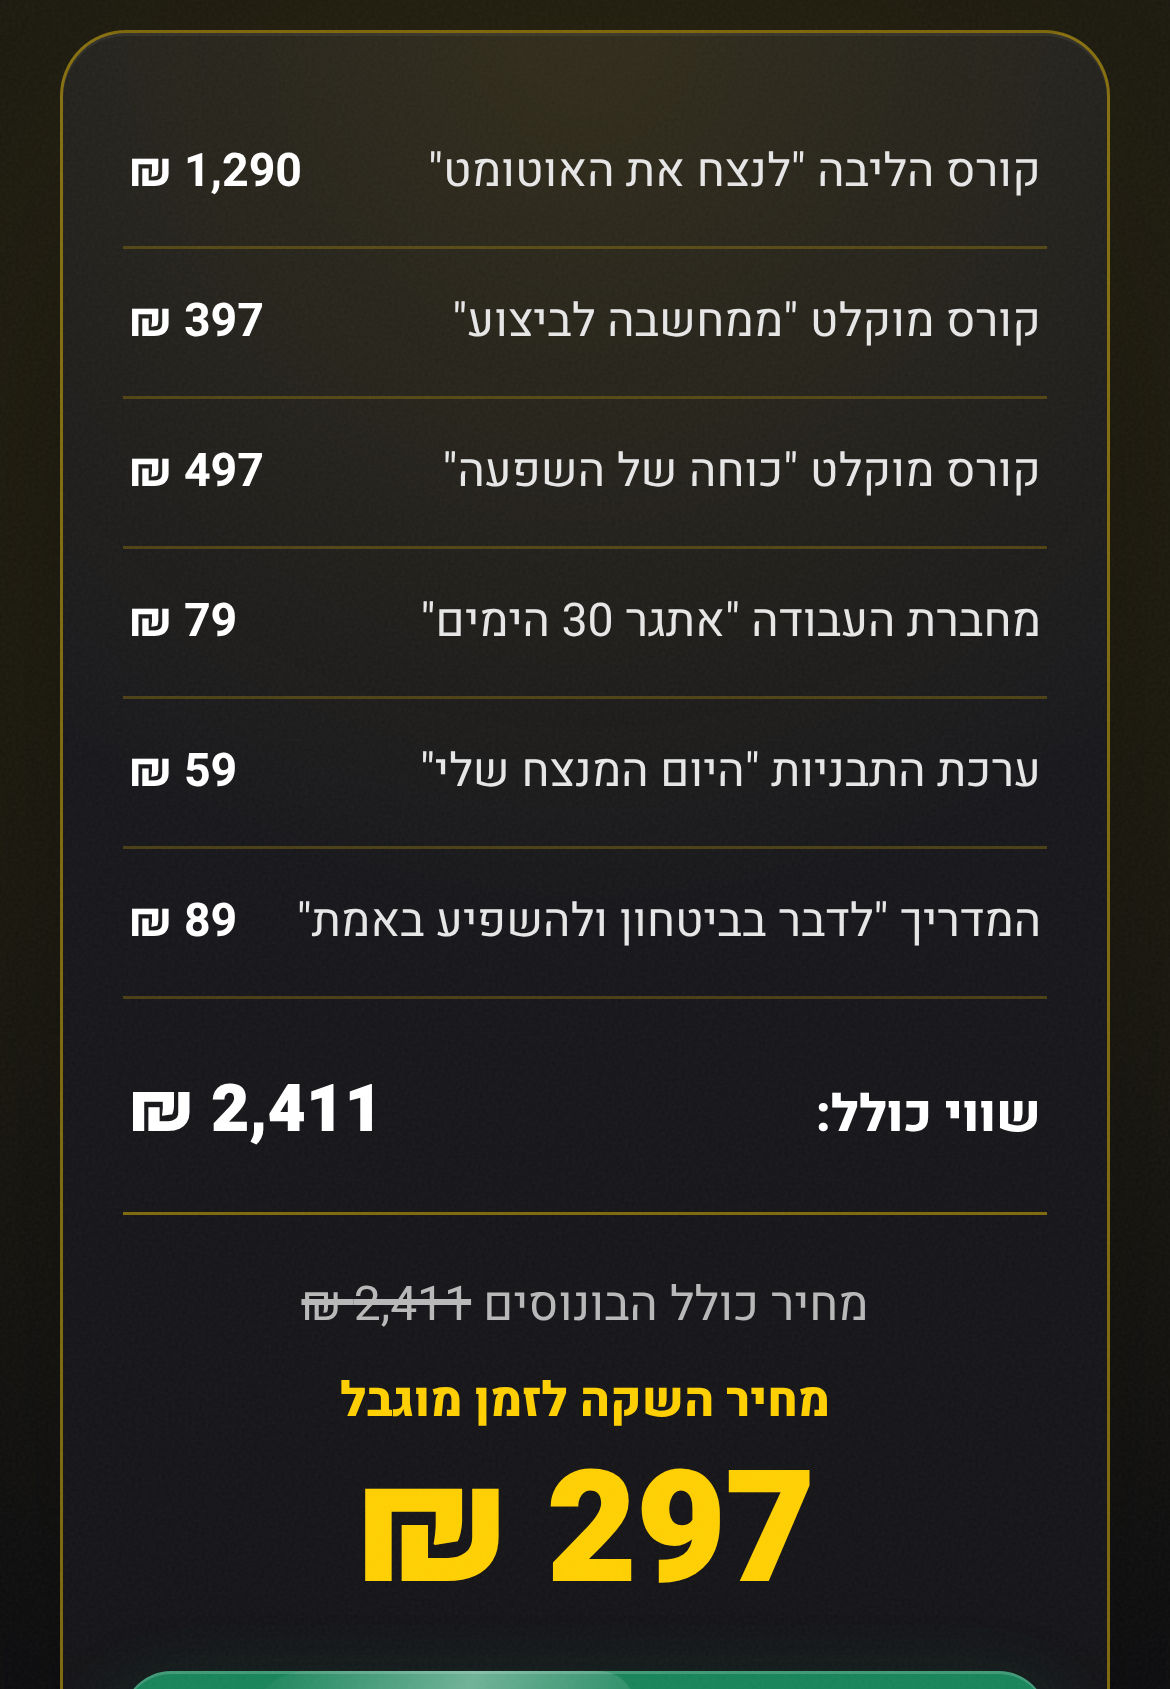 קורס הליבה "לנצח את האוטומט" 1,290 ₪
קורס מוקלט "ממחשבה לביצוע" 397 ₪
קורס מוקלט "כוחה של השפעה" 497 ₪
מחברת העבודה "אתגר 30 הימים" 79 ₪
ערכת התבניות "היום המנצח שלי" 59 ₪
המדריך "לדבר בביטחון ולהשפיע באמת" 89 ₪
שווי כולל: 2,411 ₪
מחיר כולל הבונוסים 2,411 ₪
מחיר השקה לזמן מוגבל
297 ₪